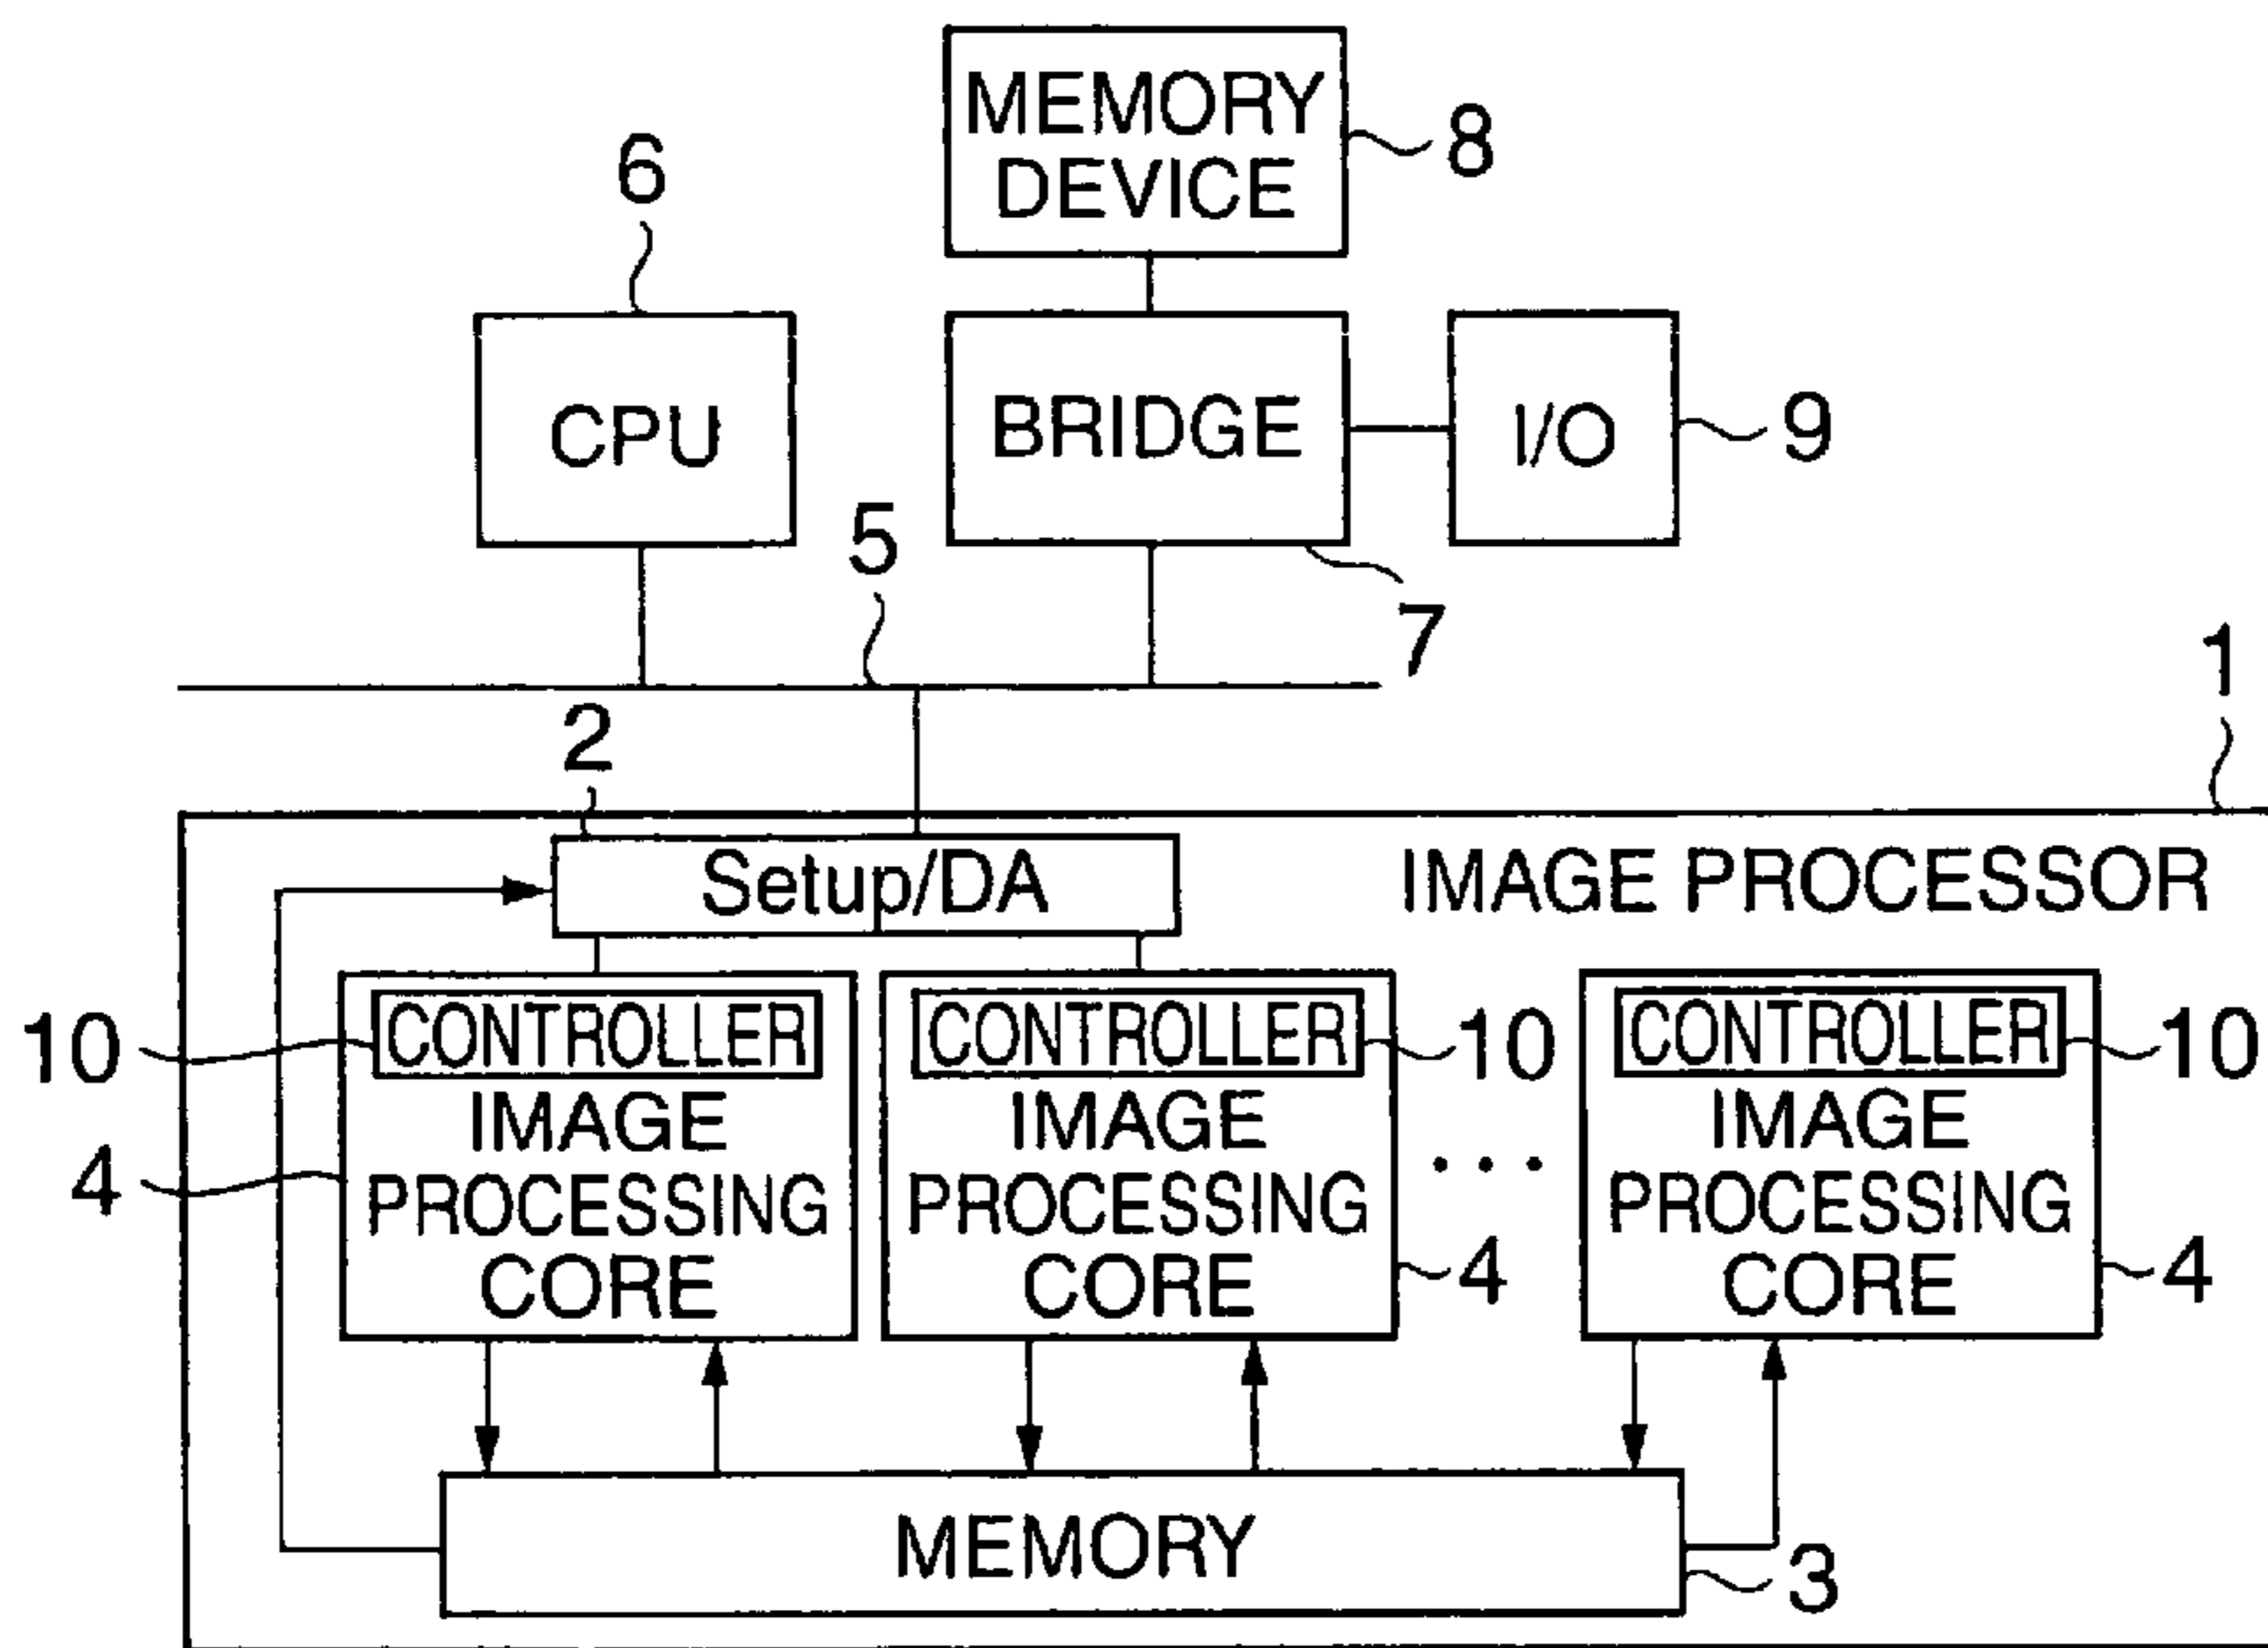 MEMORY
DEVICE
8
6
CPU
BRIDGE
I/O
9
5
7
1
2
Setup/DA
IMAGE PROCESSOR
10
CONTROLLER
IMAGE
PROCESSING
CORE
4
CONTROLLER
10
IMAGE
PROCESSING
CORE
4
...
CONTROLLER
10
IMAGE
PROCESSING
CORE
4
MEMORY
3